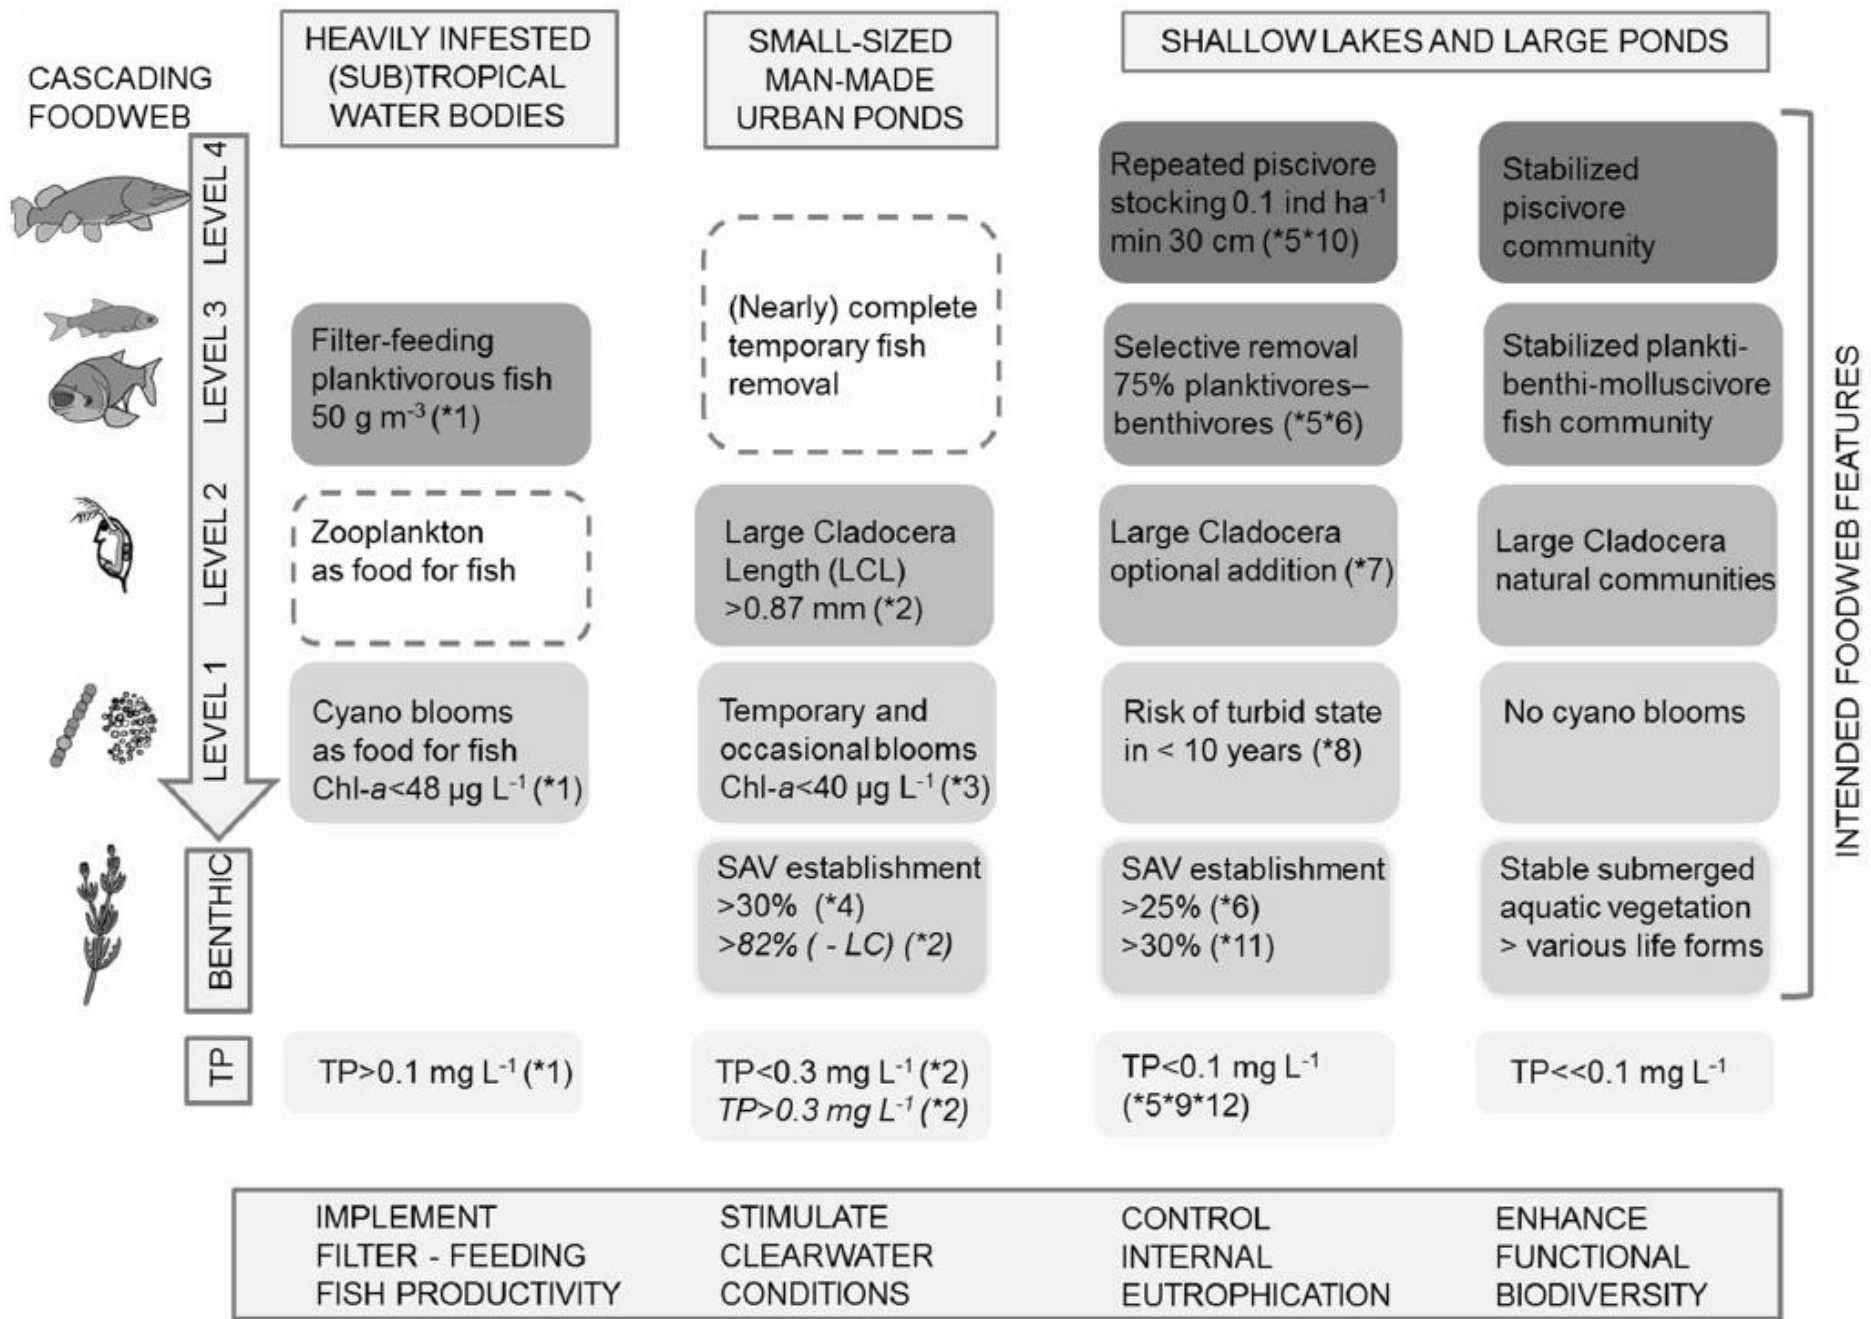 CASCADING
FOODWEB
HEAVILY INFESTED
(SUB)TROPICAL
WATER BODIES
SMALL-SIZED
MAN-MADE
URBAN PONDS
SHALLOW LAKES AND LARGE PONDS
LEVEL 4
Repeated piscivore
stocking 0.1 ind ha⁻¹
min 30 cm (*5*10)
Stabilized
piscivore
community
LEVEL 3
Filter-feeding
planktivorous fish
50 g m⁻³ (*1)
(Nearly) complete
temporary fish
removal
Selective removal
75% planktivores–
benthivores (*5*6)
Stabilized plankti-
benthi-molluscivore
fish community
LEVEL 2
Zooplankton
as food for fish
Large Cladocera
Length (LCL)
>0.87 mm (*2)
Large Cladocera
optional addition (*7)
Large Cladocera
natural communities
LEVEL 1
Cyano blooms
as food for fish
Chl-a<48 µg L⁻¹ (*1)
Temporary and
occasional blooms
Chl-a<40 µg L⁻¹ (*3)
Risk of turbid state
in < 10 years (*8)
No cyano blooms
BENTHIC
SAV establishment
>30% (*4)
>82% ( - LC) (*2)
SAV establishment
>25% (*6)
>30% (*11)
Stable submerged
aquatic vegetation
> various life forms
INTENDED FOODWEB FEATURES
TP
TP>0.1 mg L⁻¹ (*1)
TP<0.3 mg L⁻¹ (*2)
TP>0.3 mg L⁻¹ (*2)
TP<0.1 mg L⁻¹
(*5*9*12)
TP<<0.1 mg L⁻¹
IMPLEMENT
FILTER - FEEDING
FISH PRODUCTIVITY
STIMULATE
CLEARWATER
CONDITIONS
CONTROL
INTERNAL
EUTROPHICATION
ENHANCE
FUNCTIONAL
BIODIVERSITY